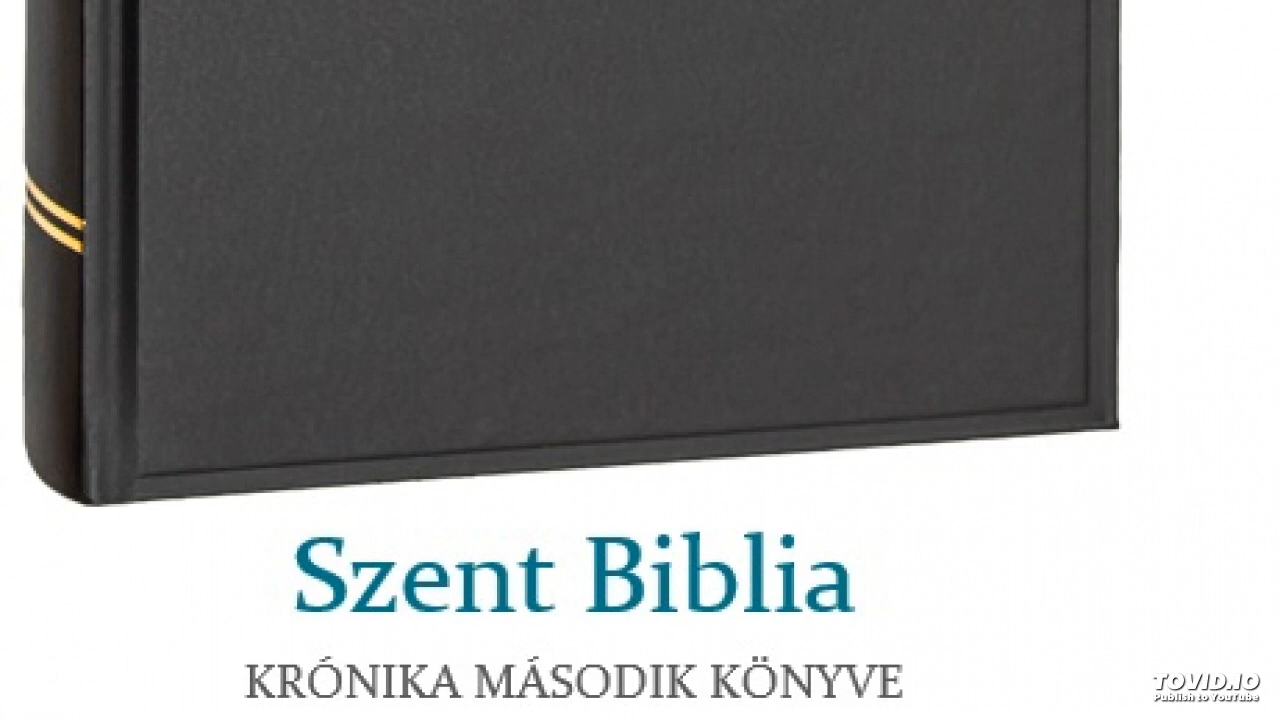 Szent Biblia
KRÓNIKA MÁSODIK KÖNYVE
TOVID.IO
Publish to YouTube